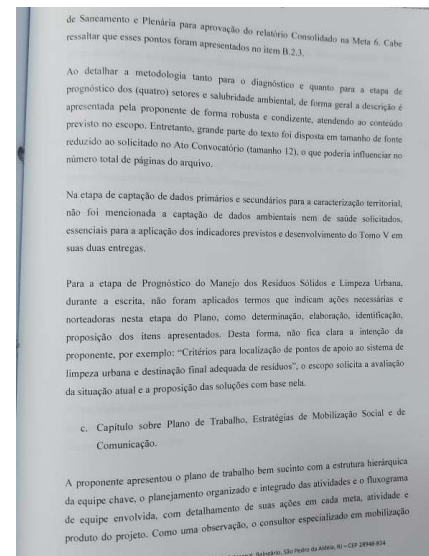 de Saneamento e Plenária para aprovação do relatório Consolidado na Meta 6. Cabe
ressaltar que esses pontos foram apresentados no item B.2.3.
Ao detalhar a metodologia tanto para o diagnóstico e quanto para a etapa de
prognóstico dos (quatro) setores e salubridade ambiental, de forma geral a descrição é
apresentada pela proponente de forma robusta e condizente, atendendo ao conteúdo
previsto no escopo. Entretanto, grande parte do texto foi disposta em tamanho de fonte
reduzido ao solicitado no Ato Convocatório (tamanho 12), o que poderia influenciar no
número total de páginas do arquivo.
Na etapa de captação de dados primários e secundários para a caracterização territorial,
não foi mencionada a captação de dados ambientais nem de saúde solicitados,
essenciais para a aplicação dos indicadores previstos e desenvolvimento do Tomo V em
suas duas entregas.
Para a etapa de Prognóstico do Manejo dos Resíduos Sólidos e Limpeza Urbana,
durante a escrita, não foram aplicados termos que indicam ações necessárias e
norteadoras nesta etapa do Plano, como determinação, elaboração, identificação,
proposição dos itens apresentados. Desta forma, não fica clara a intenção da
proponente, por exemplo: “Critérios para localização de pontos de apoio ao sistema de
limpeza urbana e destinação final adequada de resíduos”, o escopo solicita a avaliação
da situação atual e a proposição das soluções com base nela.
c. Capítulo sobre Plano de Trabalho, Estratégias de Mobilização Social e de
Comunicação.
A proponente apresentou o plano de trabalho bem sucinto com a estrutura hierárquica
da equipe chave, o planejamento organizado e integrado das atividades e o fluxograma
de equipe envolvida, com detalhamento de suas ações em cada meta, atividade e
produto do projeto. Como uma observação, o consultor especializado em mobilização
Balneário, São Pedro da Aldeia, RJ – CEP 28948-834